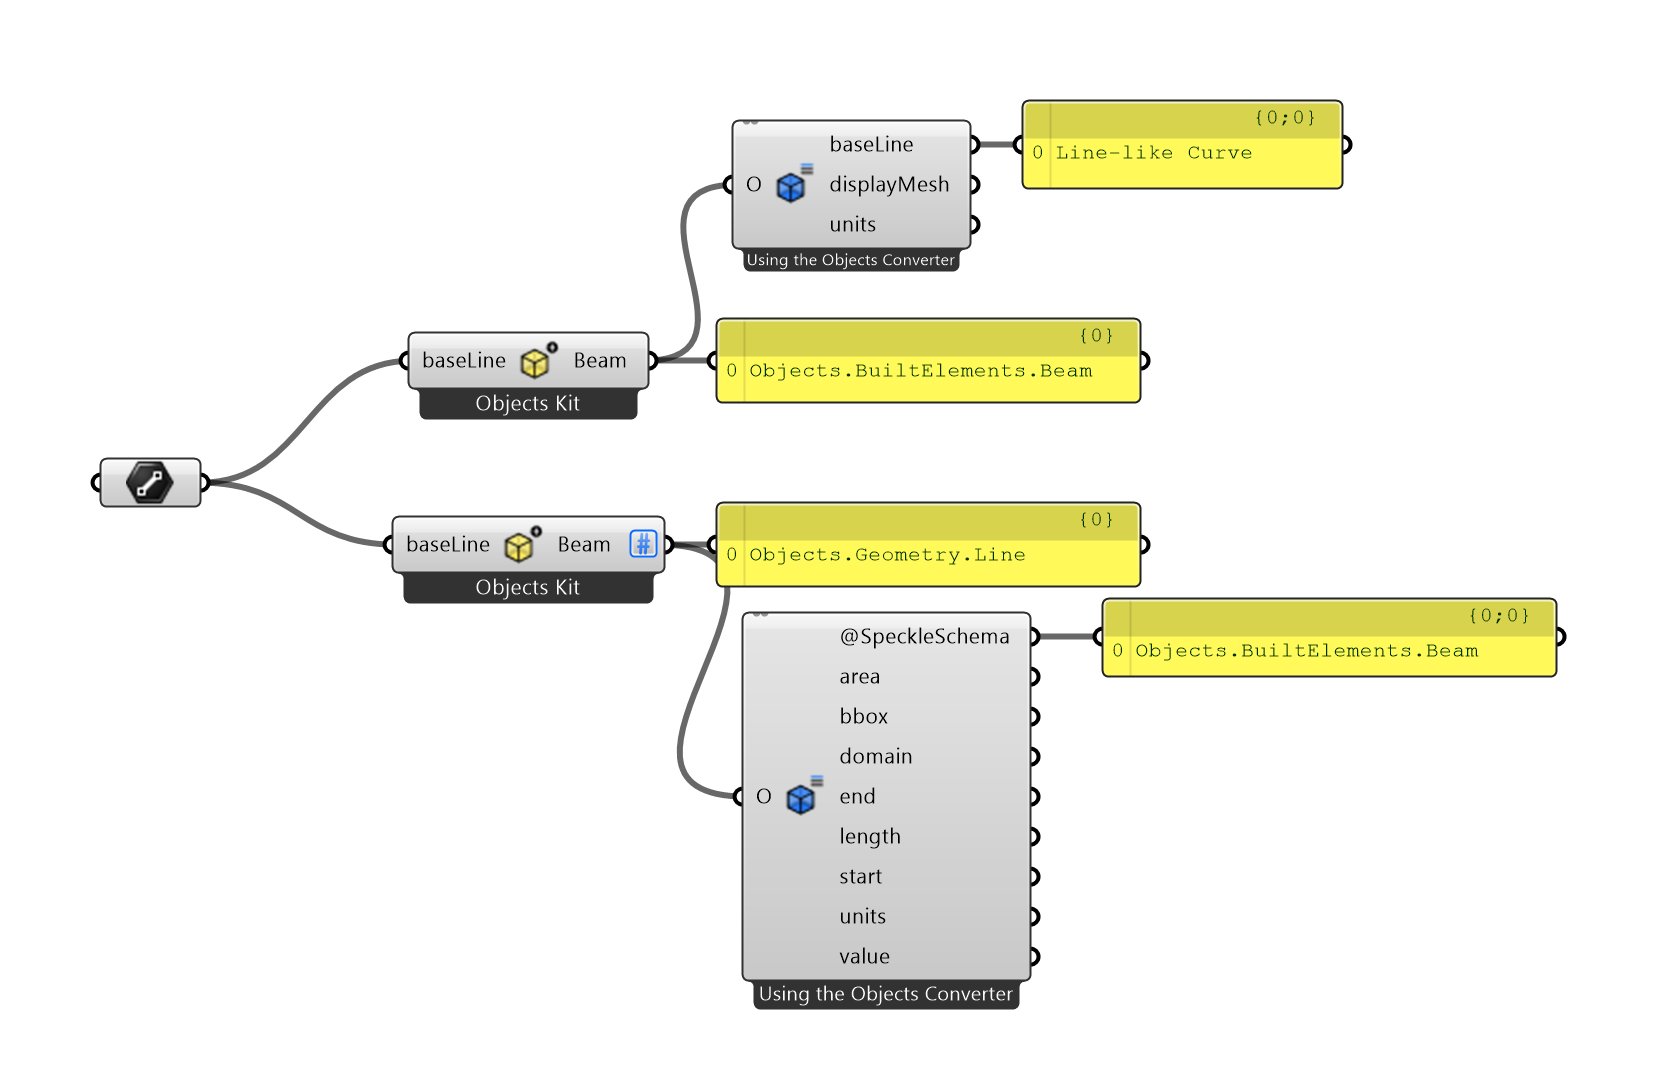 {0;0}
0 Line-like Curve
baseLine
O displayMesh
units
Using the Objects Converter
baseLine Beam
Objects Kit
{0}
0 Objects.BuiltElements.Beam
baseLine Beam #
Objects Kit
{0}
0 Objects.Geometry.Line
@SpeckleSchema
area
bbox
domain
O end
length
start
units
value
Using the Objects Converter
{0;0}
0 Objects.BuiltElements.Beam